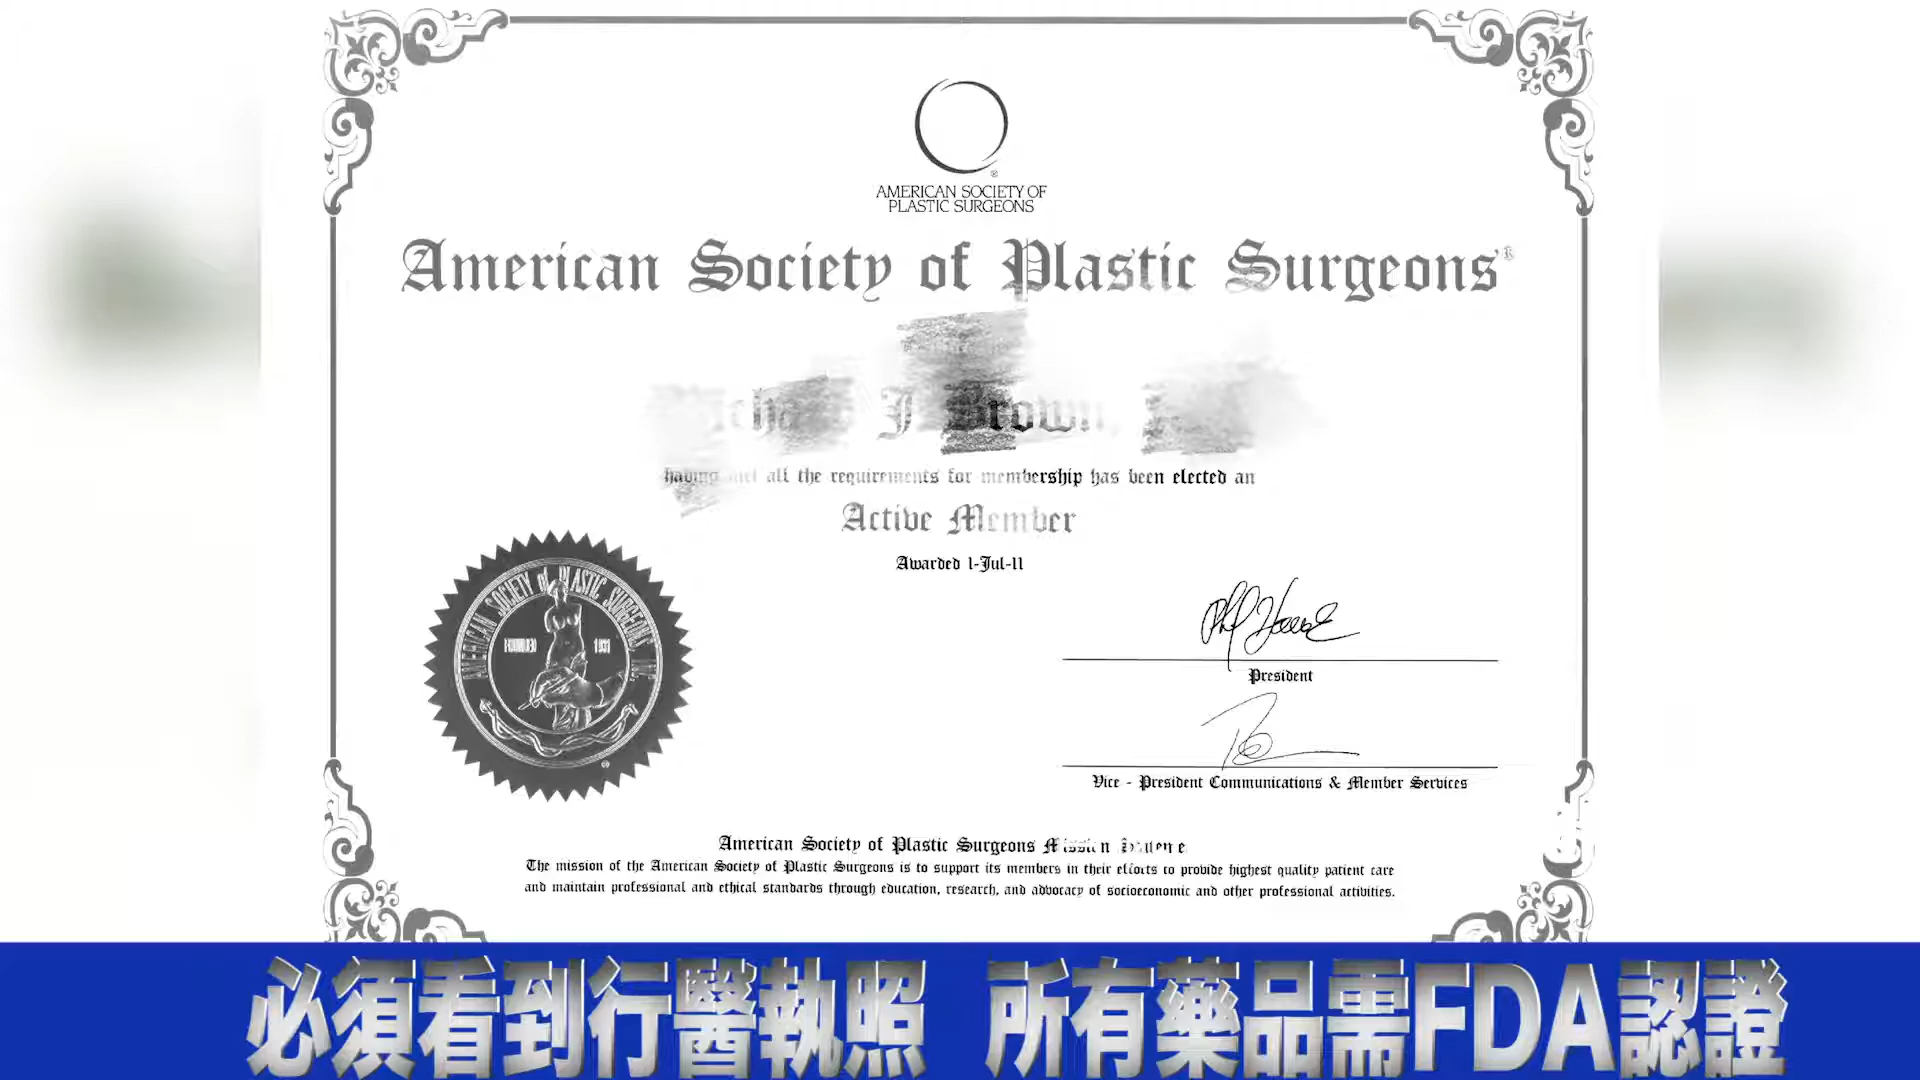 AMERICAN SOCIETY OF
PLASTIC SURGEONS
American Society of Plastic Surgeons®
J Brown,
having met all the requirements for membership has been elected an
Active Member
Awarded 1-Jul-11
AMERICAN SOCIETY of PLASTIC SURGEONS, INC.
FOUNDED 1931
President
Vice - President Communications & Member Services
American Society of Plastic Surgeons Mission
The mission of the American Society of Plastic Surgeons is to support its members in their efforts to provide highest quality patient care
and maintain professional and ethical standards through education, research, and advocacy of socioeconomic and other professional activities.
必須看到行醫執照 所有藥品需FDA認證